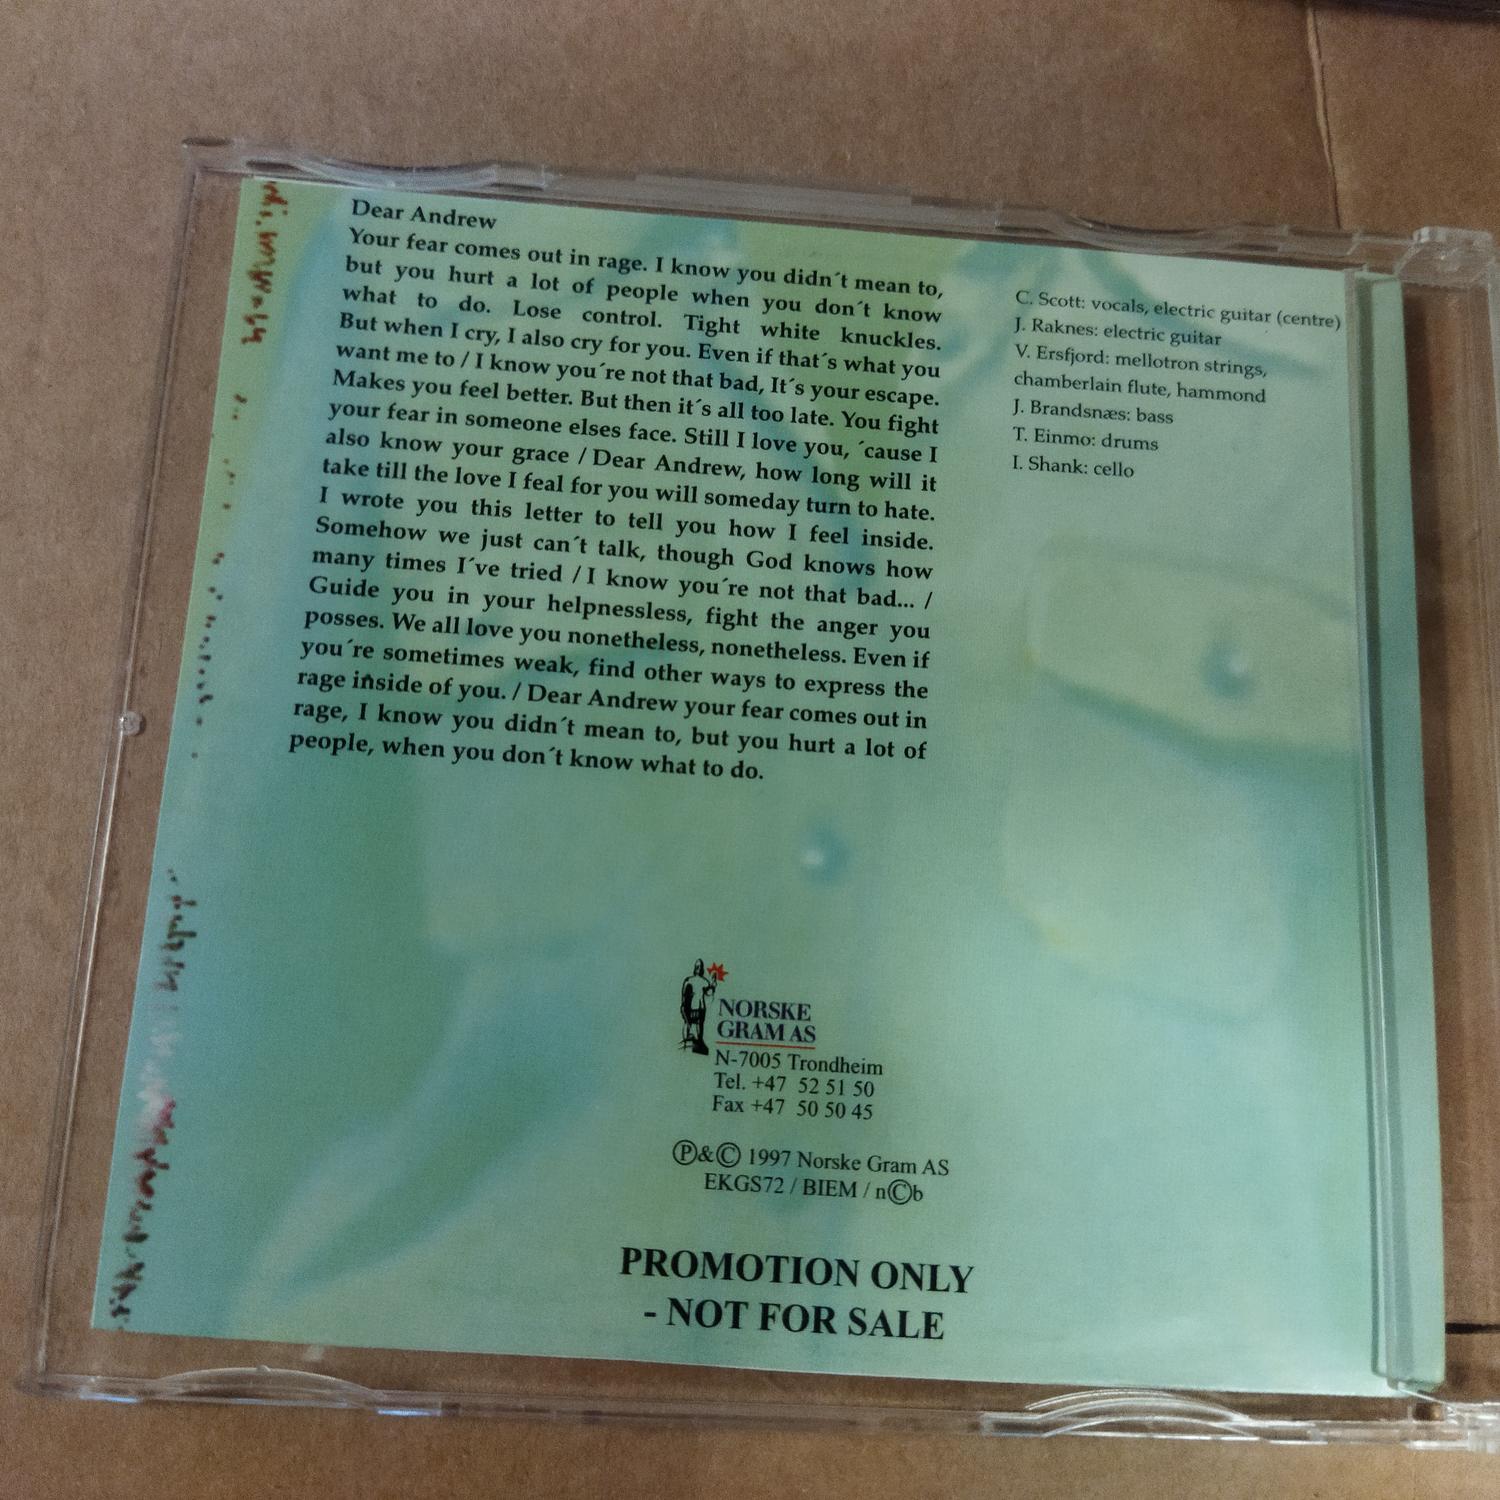 Dear Andrew
Your fear comes out in rage. I know you didn´t mean to,
but you hurt a lot of people when you don´t know
what to do. Lose control. Tight white knuckles.
But when I cry, I also cry for you. Even if that´s what you
want me to / I know you´re not that bad, It´s your escape.
Makes you feel better. But then it´s all too late. You fight
your fear in someone elses face. Still I love you, ´cause I
also know your grace / Dear Andrew, how long will it
take till the love I feal for you will someday turn to hate.
I wrote you this letter to tell you how I feel inside.
Somehow we just can´t talk, though God knows how
many times I´ve tried / I know you´re not that bad... /
Guide you in your helpnessless, fight the anger you
posses. We all love you nonetheless, nonetheless. Even if
you´re sometimes weak, find other ways to express the
rage inside of you. / Dear Andrew your fear comes out in
rage, I know you didn´t mean to, but you hurt a lot of
people, when you don´t know what to do.
C. Scott: vocals, electric guitar (centre)
J. Raknes: electric guitar
V. Ersfjord: mellotron strings,
chamberlain flute, hammond
J. Brandsnæs: bass
T. Einmo: drums
I. Shank: cello
NORSKE
GRAM AS
N-7005 Trondheim
Tel. +47 52 51 50
Fax +47 50 50 45
Ⓟ&© 1997 Norske Gram AS
EKGS72 / BIEM / n©b
PROMOTION ONLY
- NOT FOR SALE